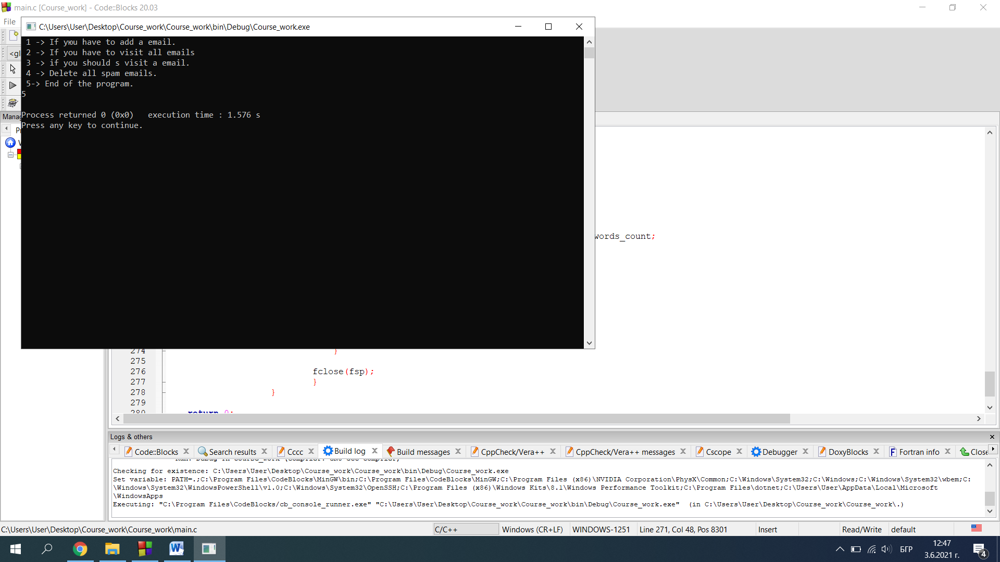 main.c [Course_work] - Code::Blocks 20.03
File
C:\Users\User\Desktop\Course_work\Course_work\bin\Debug\Course_work.exe
1 -> If you have to add a email.
2 -> If you have to visit all emails
3 -> if you should s visit a email.
4 -> Delete all spam emails.
5-> End of the program.
5
Process returned 0 (0x0)   execution time : 1.576 s
Press any key to continue.
<gl
Manag
Pr
words_count;
274 }
275
276 fclose(fsp);
277 }
278 }
279
280 return 0;
Logs & others
Code::Blocks
Search results
Cccc
Build log
Build messages
CppCheck/Vera++
CppCheck/Vera++ messages
Cscope
Debugger
DoxyBlocks
Fortran info
Close
Checking for existence: C:\Users\User\Desktop\Course_work\Course_work\bin\Debug\Course_work.exe
Set variable: PATH=.;C:\Program Files\CodeBlocks\MinGW\bin;C:\Program Files\CodeBlocks\MinGW;C:\Program Files (x86)\NVIDIA Corporation\PhysX\Common;C:\Windows\System32;C:\Windows;C:\Windows\System32\wbem;C:
\Windows\System32\WindowsPowerShell\v1.0;C:\Windows\System32\OpenSSH;C:\Program Files (x86)\Windows Kits\8.1\Windows Performance Toolkit;C:\Program Files\dotnet;C:\Users\User\AppData\Local\Microsoft
\WindowsApps
Executing: "C:\Program Files\CodeBlocks/cb_console_runner.exe" "C:\Users\User\Desktop\Course_work\Course_work\bin\Debug\Course_work.exe"  (in C:\Users\User\Desktop\Course_work\Course_work\.)
C:\Users\User\Desktop\Course_work\Course_work\main.c
C/C++
Windows (CR+LF)
WINDOWS-1251
Line 271, Col 48, Pos 8301
Insert
Read/Write
default
БГР
12:47
3.6.2021 г.
4